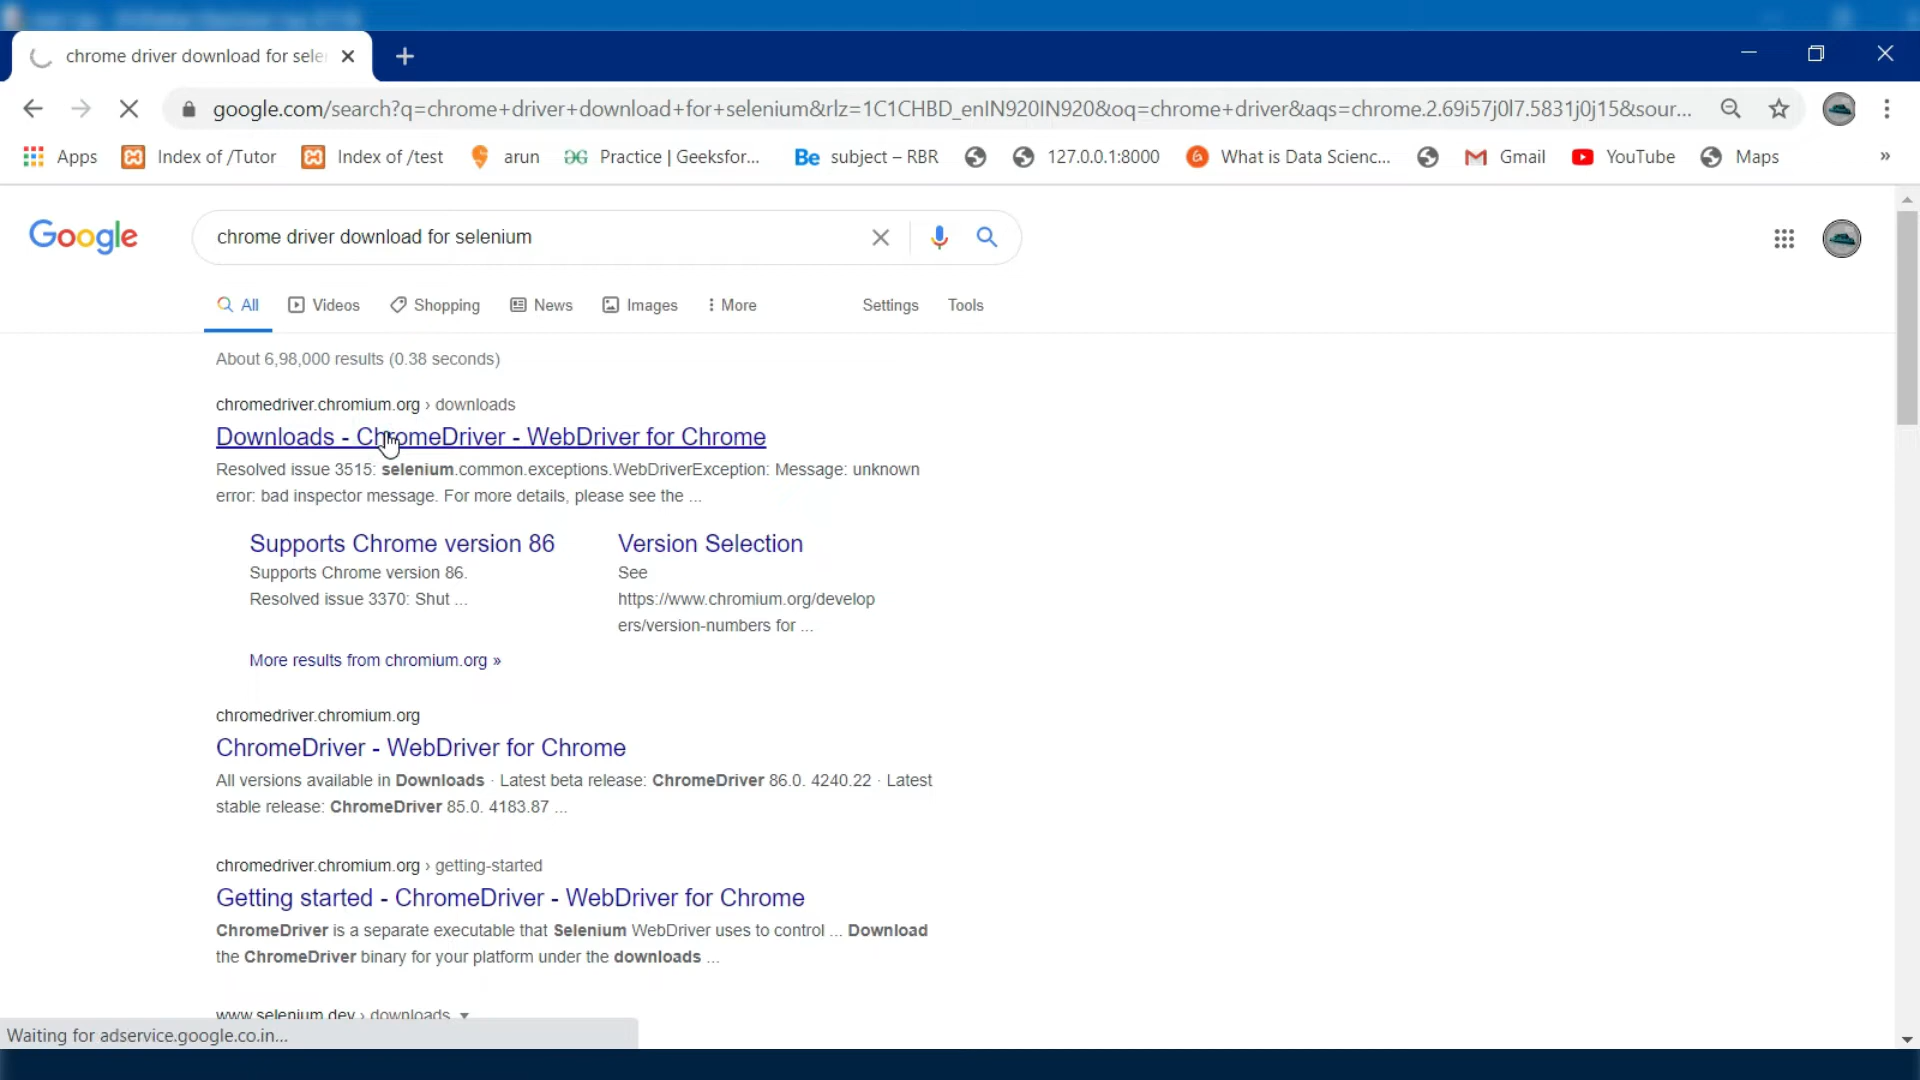 chrome driver download for sele
google.com/search?q=chrome+driver+download+for+selenium&rlz=1C1CHBD_enIN920IN920&oq=chrome+driver&aqs=chrome.2.69i57j0l7.5831j0j15&sour...
Apps Index of /Tutor Index of /test arun Practice | Geeksfor... subject – RBR 127.0.0.1:8000 What is Data Scienc... Gmail YouTube Maps »
Google chrome driver download for selenium
All Videos Shopping News Images More Settings Tools
About 6,98,000 results (0.38 seconds)
chromedriver.chromium.org › downloads
Downloads - ChromeDriver - WebDriver for Chrome
Resolved issue 3515: selenium.common.exceptions.WebDriverException: Message: unknown
error: bad inspector message. For more details, please see the ...
Supports Chrome version 86
Supports Chrome version 86.
Resolved issue 3370: Shut ...
Version Selection
See
https://www.chromium.org/develop
ers/version-numbers for ...
More results from chromium.org »
chromedriver.chromium.org
ChromeDriver - WebDriver for Chrome
All versions available in Downloads · Latest beta release: ChromeDriver 86.0. 4240.22 · Latest
stable release: ChromeDriver 85.0. 4183.87 ...
chromedriver.chromium.org › getting-started
Getting started - ChromeDriver - WebDriver for Chrome
ChromeDriver is a separate executable that Selenium WebDriver uses to control ... Download
the ChromeDriver binary for your platform under the downloads ...
www.selenium.dev › downloads
Waiting for adservice.google.co.in...